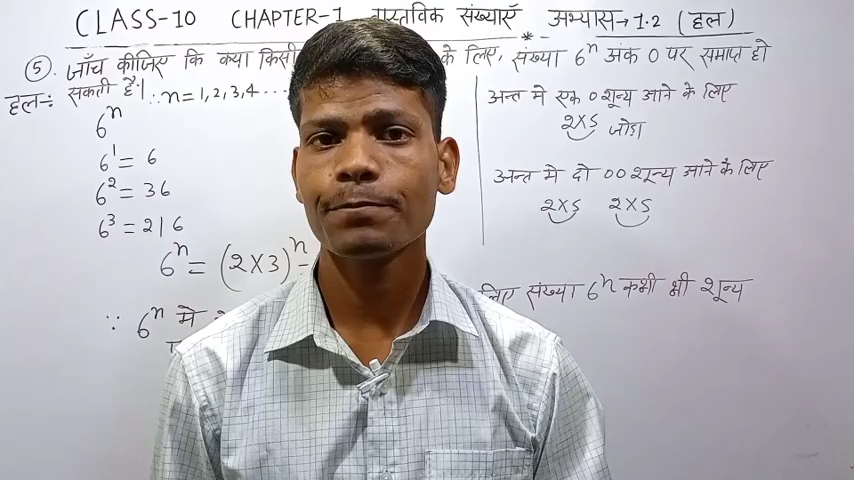 CLASS-10 CHAPTER-1 वास्तविक संख्याएँ अभ्यास→1.2 (हल)
⑤. जाँच कीजिए कि क्या किसी के लिए, संख्या 6ⁿ अंक 0 पर समाप्त हो
सकती है।
हल-: ∵ n=1,2,3,4....
6ⁿ
6¹= 6
6²= 36
6³= 216
6ⁿ= (2×3)ⁿ
∵ 6ⁿ मे
अन्त मे एक 0 शून्य आने के लिए
2×5 जोडा
अन्त मे दो 00 शून्य आने के लिए
2×5 2×5
लिए संख्या 6ⁿ कभी भी शून्य